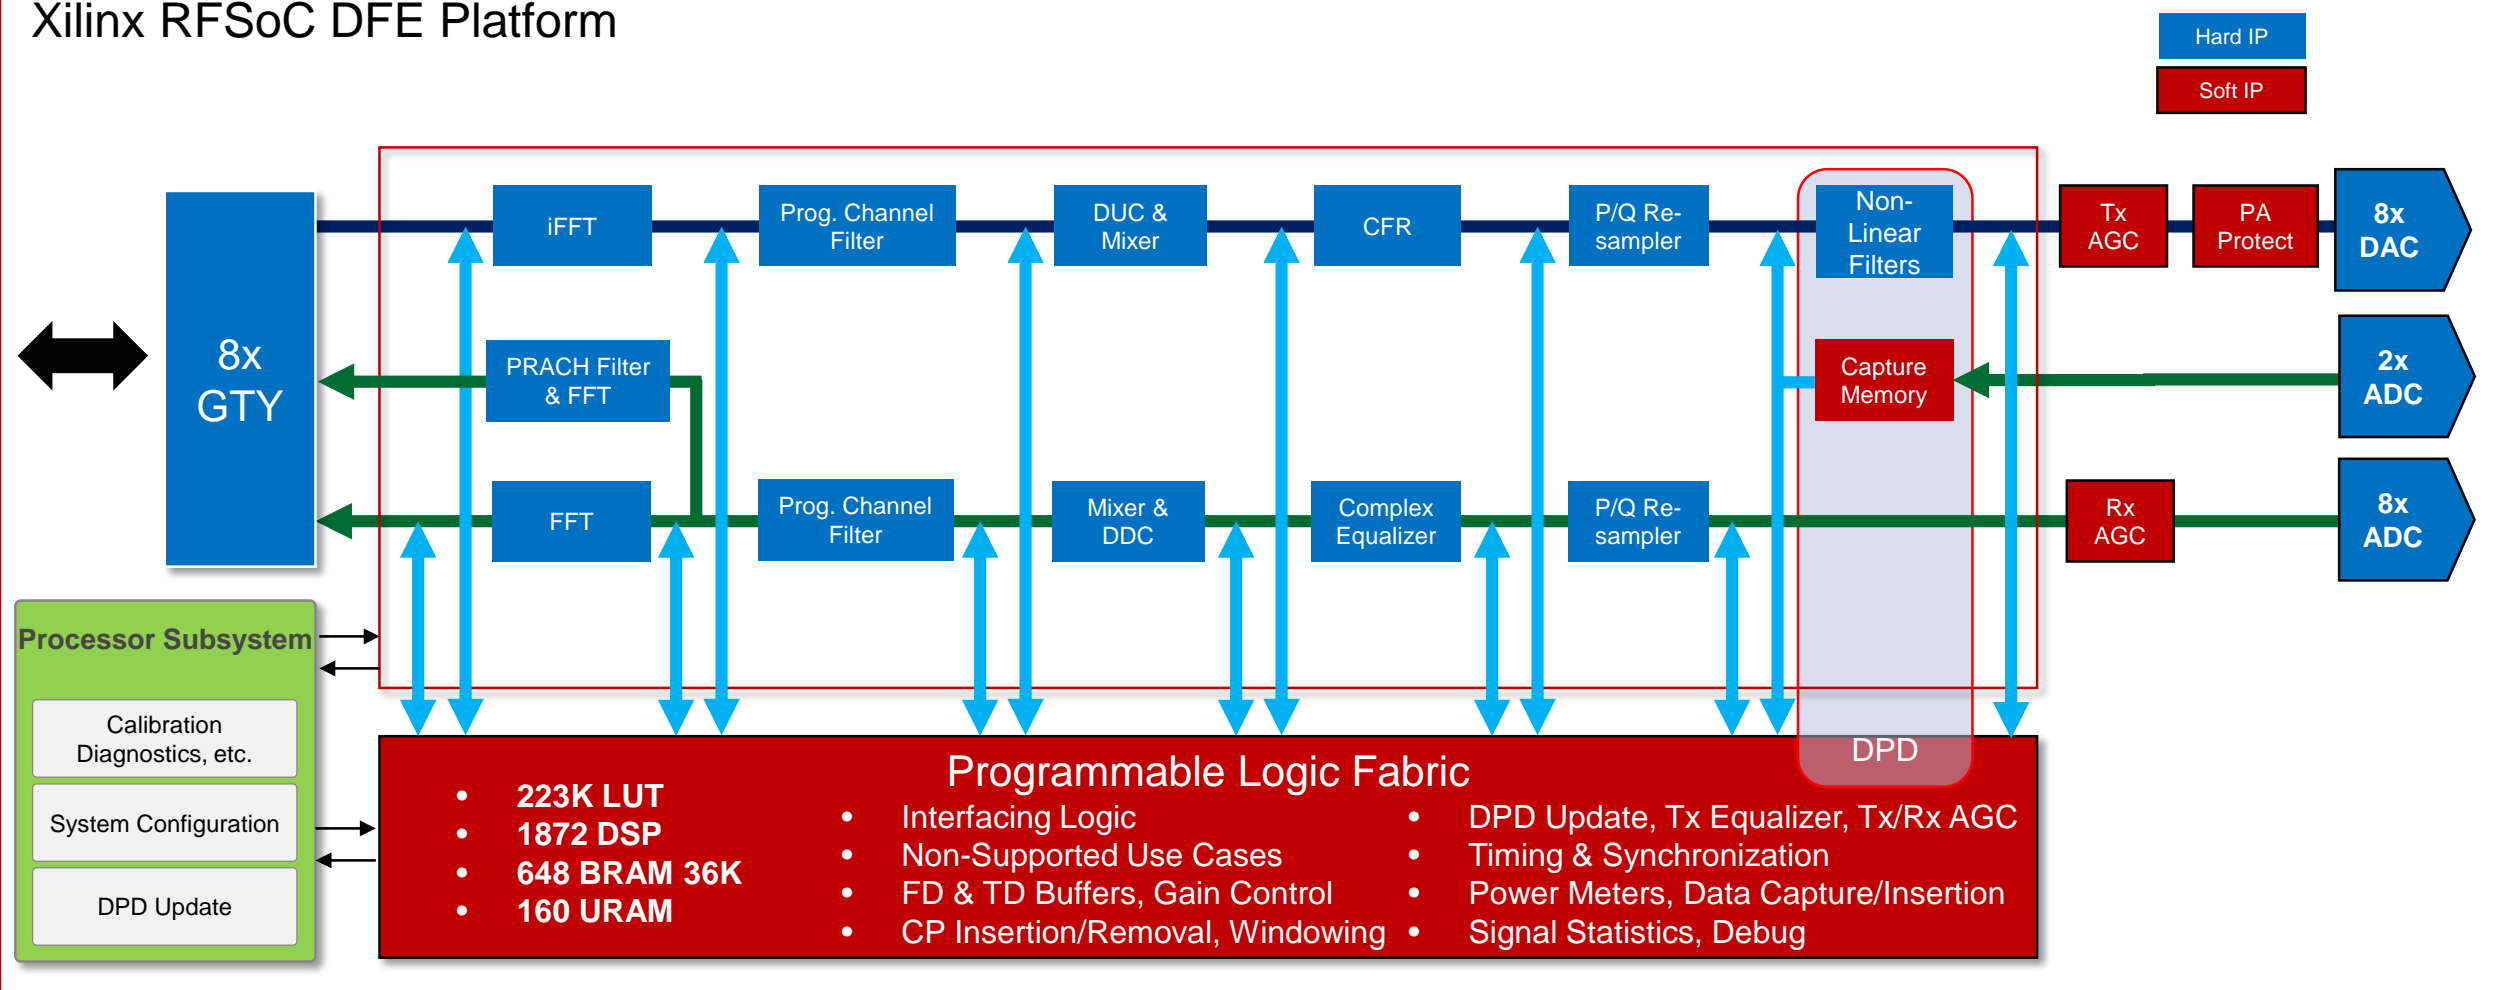 Xilinx RFSoC DFE Platform
Hard IP
Soft IP
iFFT
Prog. Channel
Filter
DUC &
Mixer
CFR
P/Q Re-
sampler
Non-
Linear
Filters
Tx
AGC
PA
Protect
8x
DAC
8x
GTY
PRACH Filter
& FFT
Capture
Memory
2x
ADC
FFT
Prog. Channel
Filter
Mixer &
DDC
Complex
Equalizer
P/Q Re-
sampler
Rx
AGC
8x
ADC
Processor Subsystem
Calibration
Diagnostics, etc.
System Configuration
DPD Update
DPD
Programmable Logic Fabric
• 223K LUT
• 1872 DSP
• 648 BRAM 36K
• 160 URAM
• Interfacing Logic
• Non-Supported Use Cases
• FD & TD Buffers, Gain Control
• CP Insertion/Removal, Windowing
• DPD Update, Tx Equalizer, Tx/Rx AGC
• Timing & Synchronization
• Power Meters, Data Capture/Insertion
• Signal Statistics, Debug